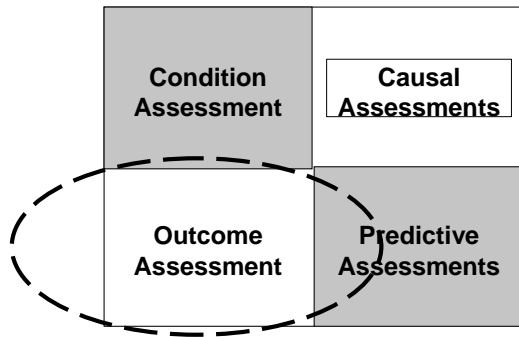 Condition
Assessment
Causal
Assessments
Outcome
Assessment
Predictive
Assessments